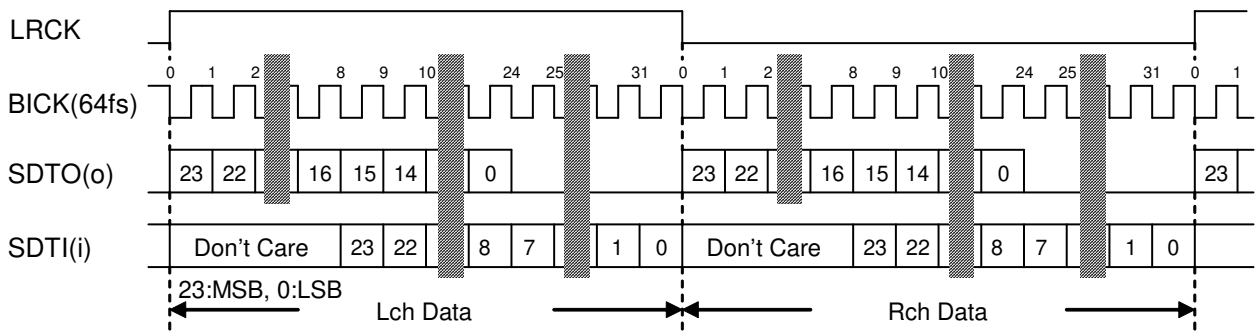 LRCK
0 1 2 8 9 10 24 25 31 0 1 2 8 9 10 24 25 31 0 1
BICK(64fs)
SDTO(o) 23 22 16 15 14 0 23 22 16 15 14 0 23
SDTI(i) Don't Care 23 22 8 7 1 0 Don't Care 23 22 8 7 1 0
23:MSB, 0:LSB
Lch Data Rch Data